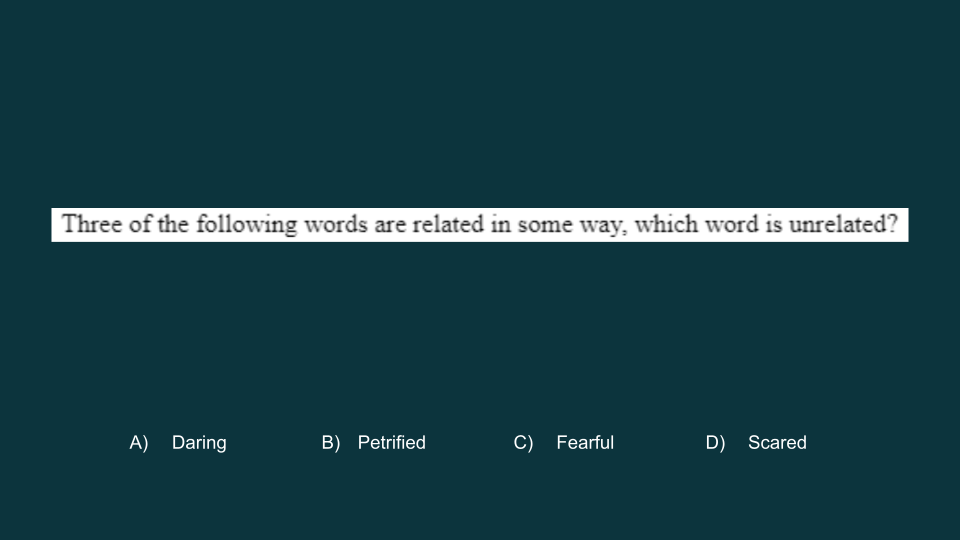 Three of the following words are related in some way, which word is unrelated?
A) Daring B) Petrified C) Fearful D) Scared